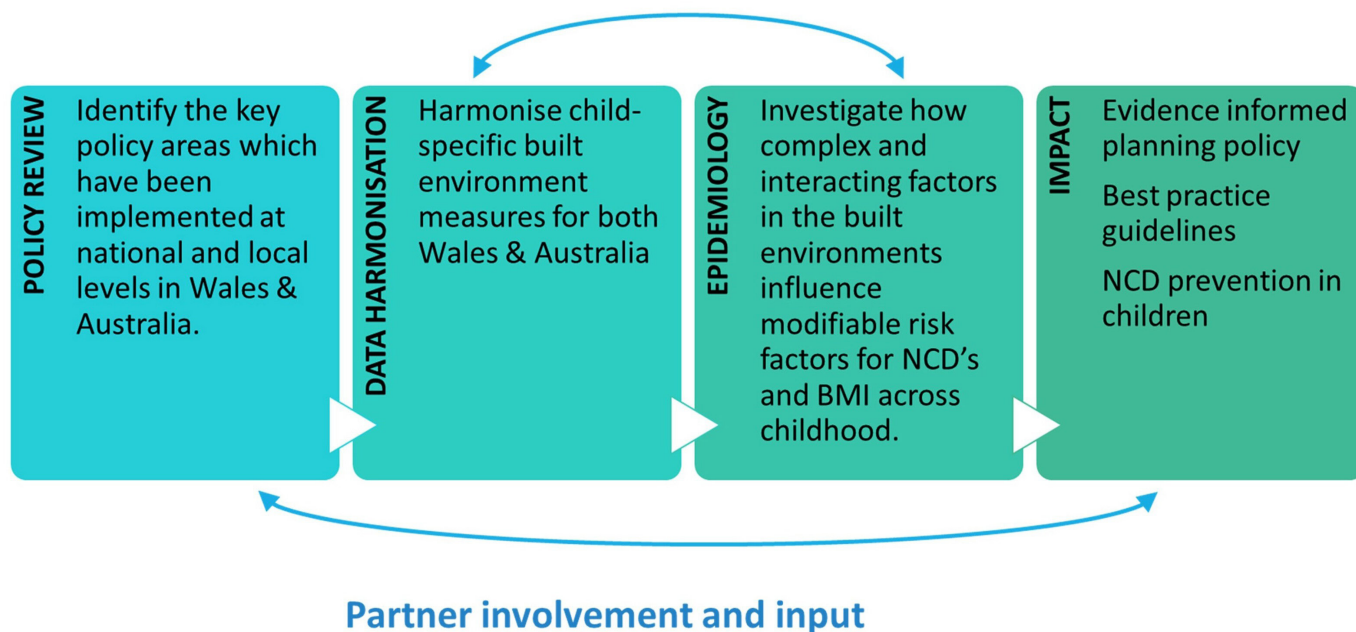 POLICY REVIEW
Identify the key
policy areas which
have been
implemented at
national and local
levels in Wales &
Australia.
DATA HARMONISATION
Harmonise child-
specific built
environment
measures for both
Wales & Australia
EPIDEMIOLOGY
Investigate how
complex and
interacting factors
in the built
environments
influence
modifiable risk
factors for NCD's
and BMI across
childhood.
IMPACT
Evidence informed
planning policy
Best practice
guidelines
NCD prevention in
children
Partner involvement and input